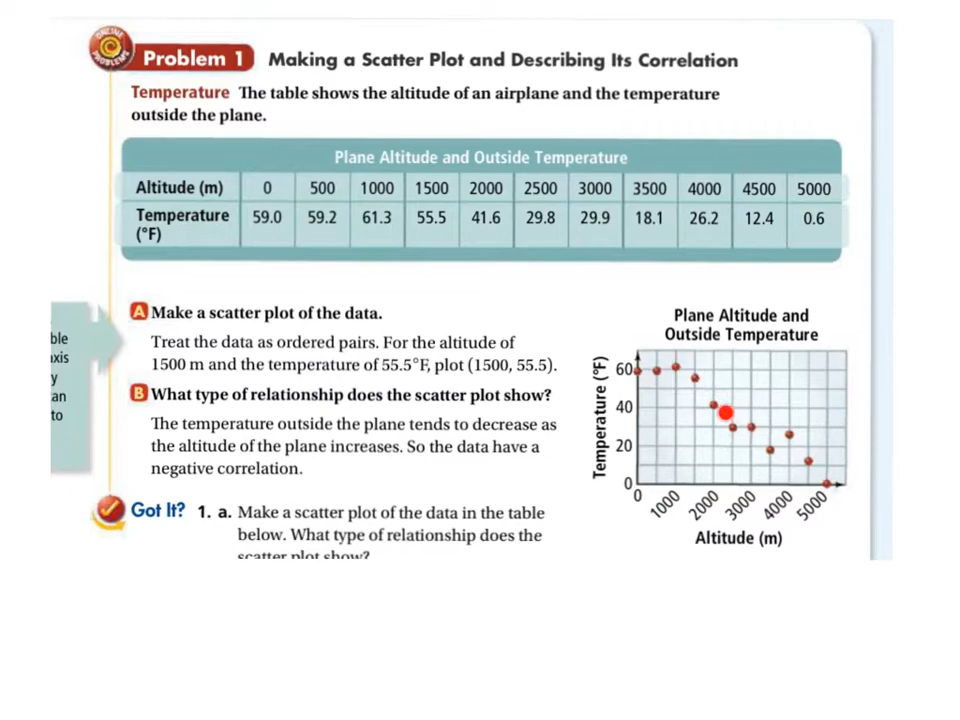 ONLINE PROBLEMS
Problem 1 Making a Scatter Plot and Describing Its Correlation
Temperature The table shows the altitude of an airplane and the temperature
outside the plane.
Plane Altitude and Outside Temperature
Altitude (m) 0 500 1000 1500 2000 2500 3000 3500 4000 4500 5000
Temperature (°F) 59.0 59.2 61.3 55.5 41.6 29.8 29.9 18.1 26.2 12.4 0.6
ble
axis
y
an
to
A Make a scatter plot of the data.
Treat the data as ordered pairs. For the altitude of
1500 m and the temperature of 55.5°F, plot (1500, 55.5).
B What type of relationship does the scatter plot show?
The temperature outside the plane tends to decrease as
the altitude of the plane increases. So the data have a
negative correlation.
Got It? 1. a. Make a scatter plot of the data in the table
below. What type of relationship does the
scatter plot show?
Plane Altitude and
Outside Temperature
Temperature (°F)
60
40
20
0
0 1000 2000 3000 4000 5000
Altitude (m)